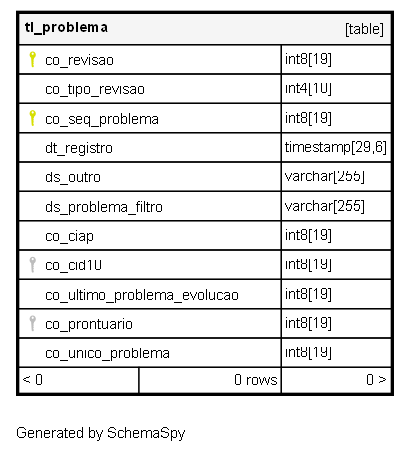 tl_problema [table]
co_revisao int8[19]
co_tipo_revisao int4[10]
co_seq_problema int8[19]
dt_registro timestamp[29,6]
ds_outro varchar[255]
ds_problema_filtro varchar[255]
co_ciap int8[19]
co_cid10 int8[19]
co_ultimo_problema_evolucao int8[19]
co_prontuario int8[19]
co_unico_problema int8[19]
< 0 0 rows 0 >
Generated by SchemaSpy